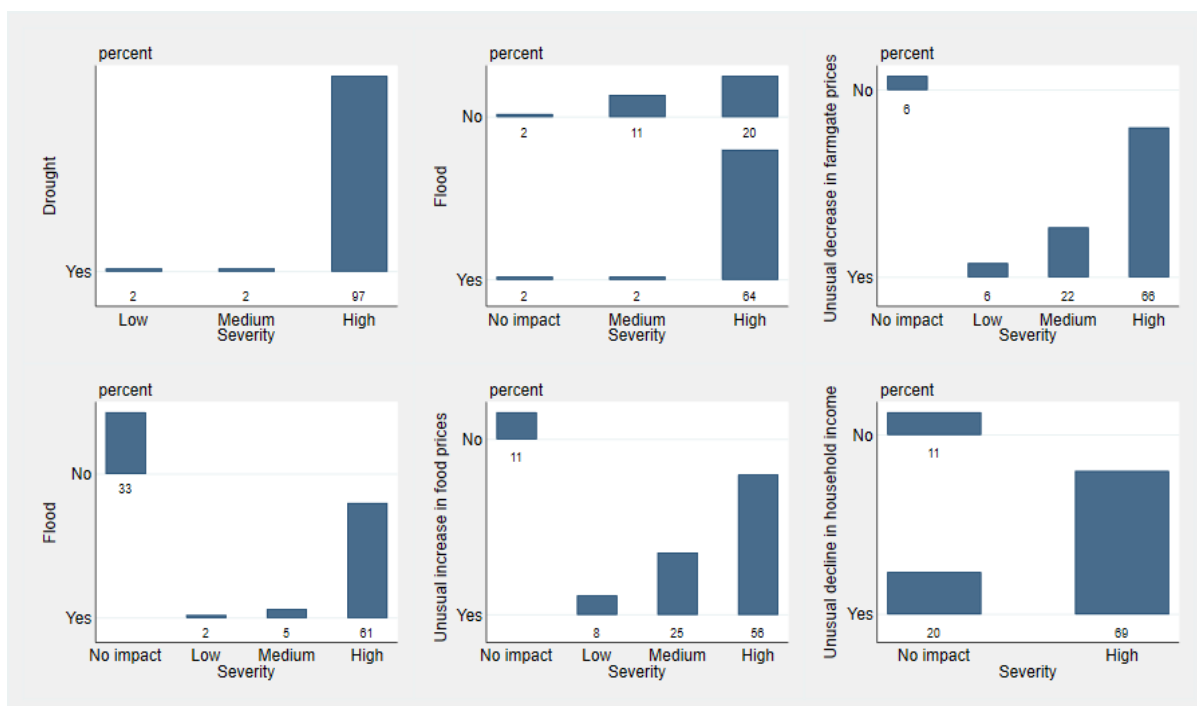 percent
Drought
Yes
2 2 97
Low Medium High
Severity
percent
Flood
No
2 11 20
Yes
2 2 64
No impact Medium High
Severity
percent
Unusual decrease in farmgate prices
No
6
Yes
6 22 66
No impact Low Medium High
Severity
percent
Flood
No
33
Yes
2 5 61
No impact Low Medium High
Severity
percent
Unusual increase in food prices
No
11
Yes
8 25 56
No impact Low Medium High
Severity
percent
Unusual decline in household income
No
11
Yes
20 69
No impact High
Severity